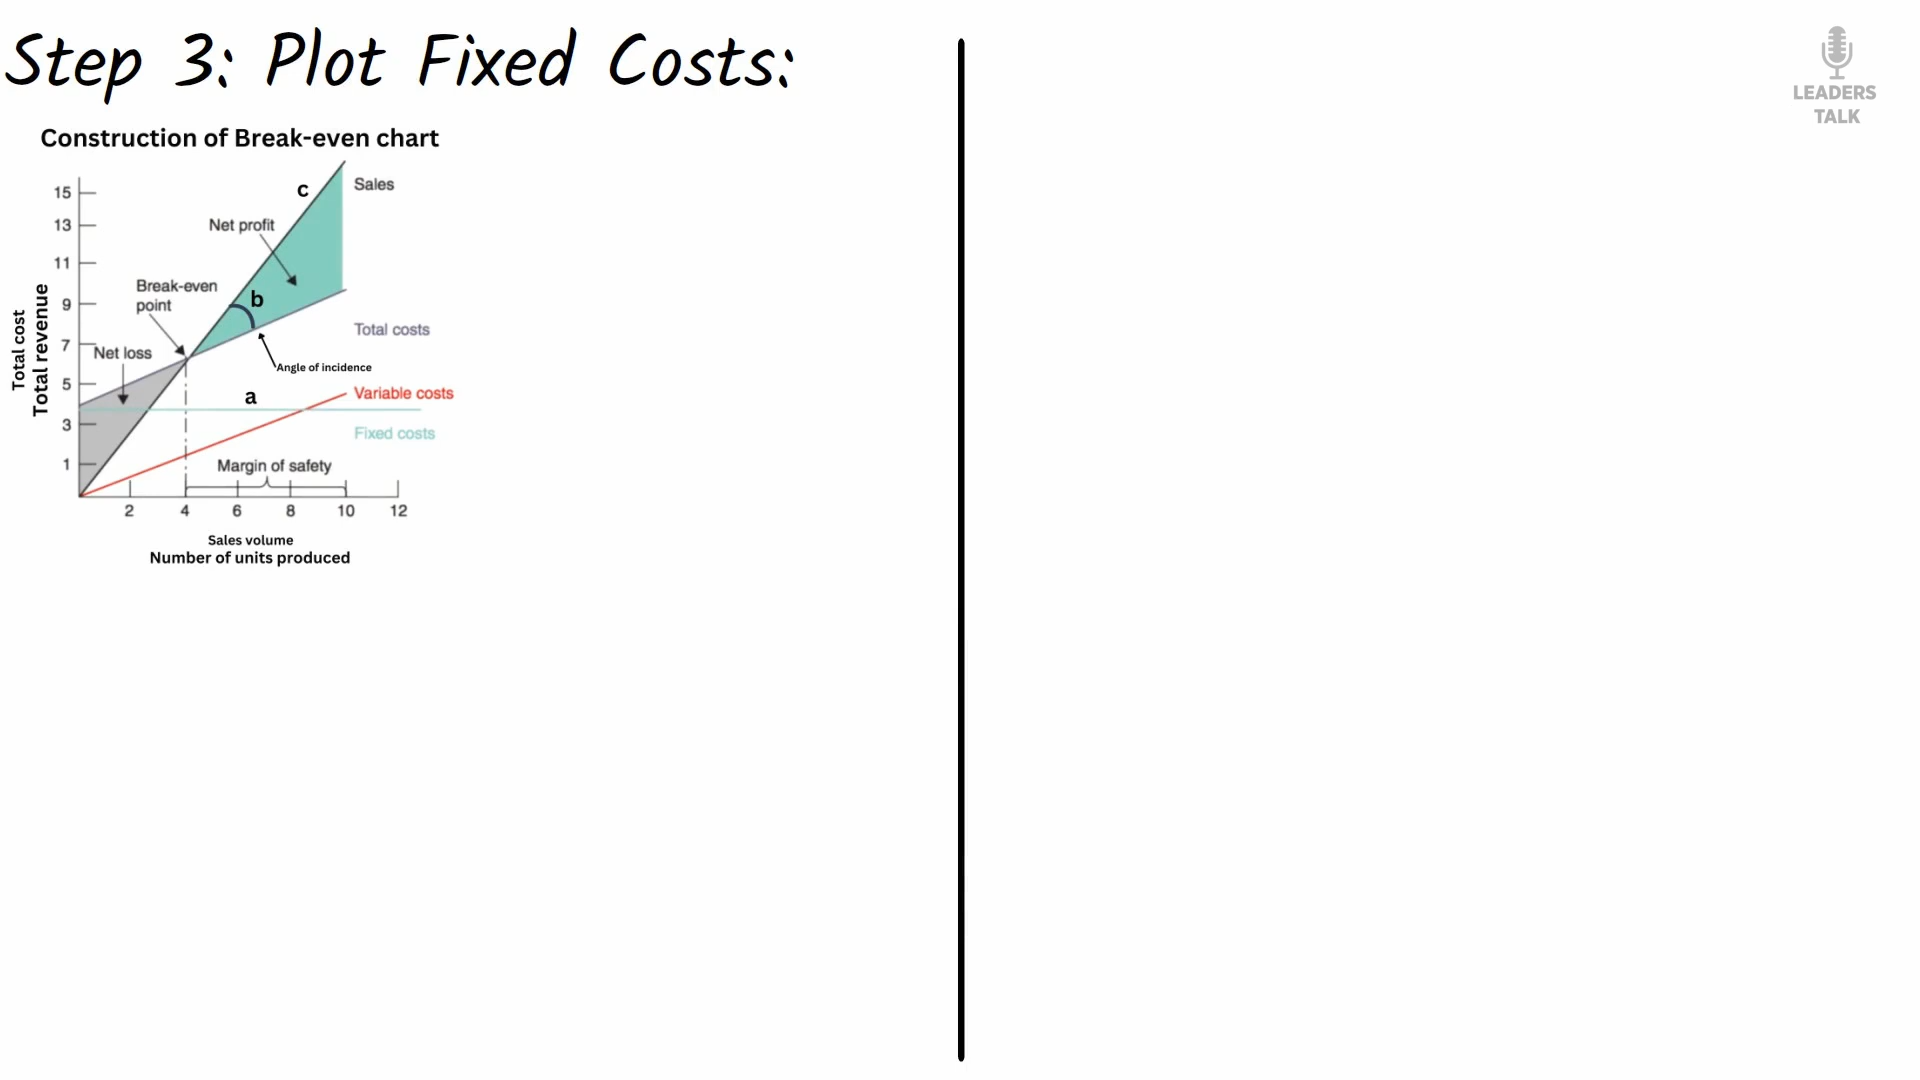 Step 3: Plot Fixed Costs:
LEADERS
TALK
Construction of Break-even chart
c
Sales
15
Net profit
13
11
Break-even
point
b
9
Total costs
7
Net loss
Angle of incidence
5
a
Variable costs
3
Fixed costs
1
Margin of safety
2 4 6 8 10 12
Total cost
Total revenue
Sales volume
Number of units produced